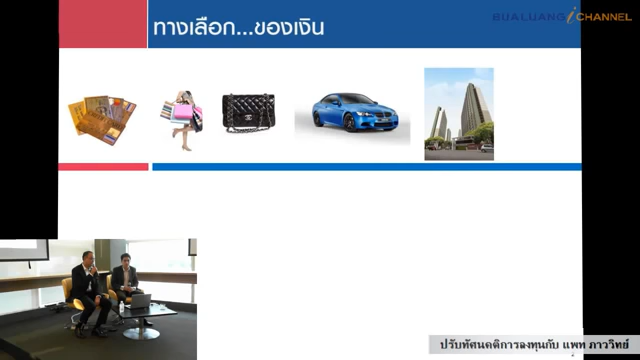 BUALUANG iCHANNEL
ทางเลือก...ของเงิน
ปรับทัศนคติการลงทุนกับ แพท ภาววิทย์